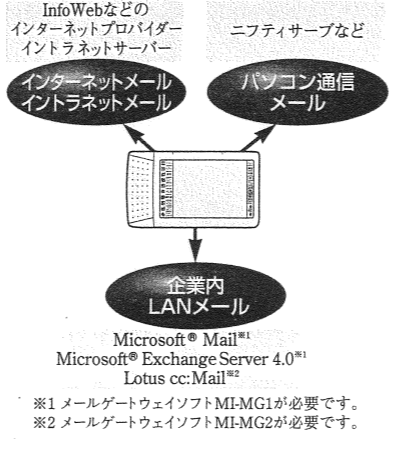 InfoWebなどの
インターネットプロバイダー
イントラネットサーバー
ニフティサーブなど
インターネットメール
イントラネットメール
パソコン通信
メール
企業内
LANメール
Microsoft® Mail※1
Microsoft® Exchange Server 4.0※1
Lotus cc:Mail※2
※1 メールゲートウェイソフトMI-MG1が必要です。
※2 メールゲートウェイソフトMI-MG2が必要です。